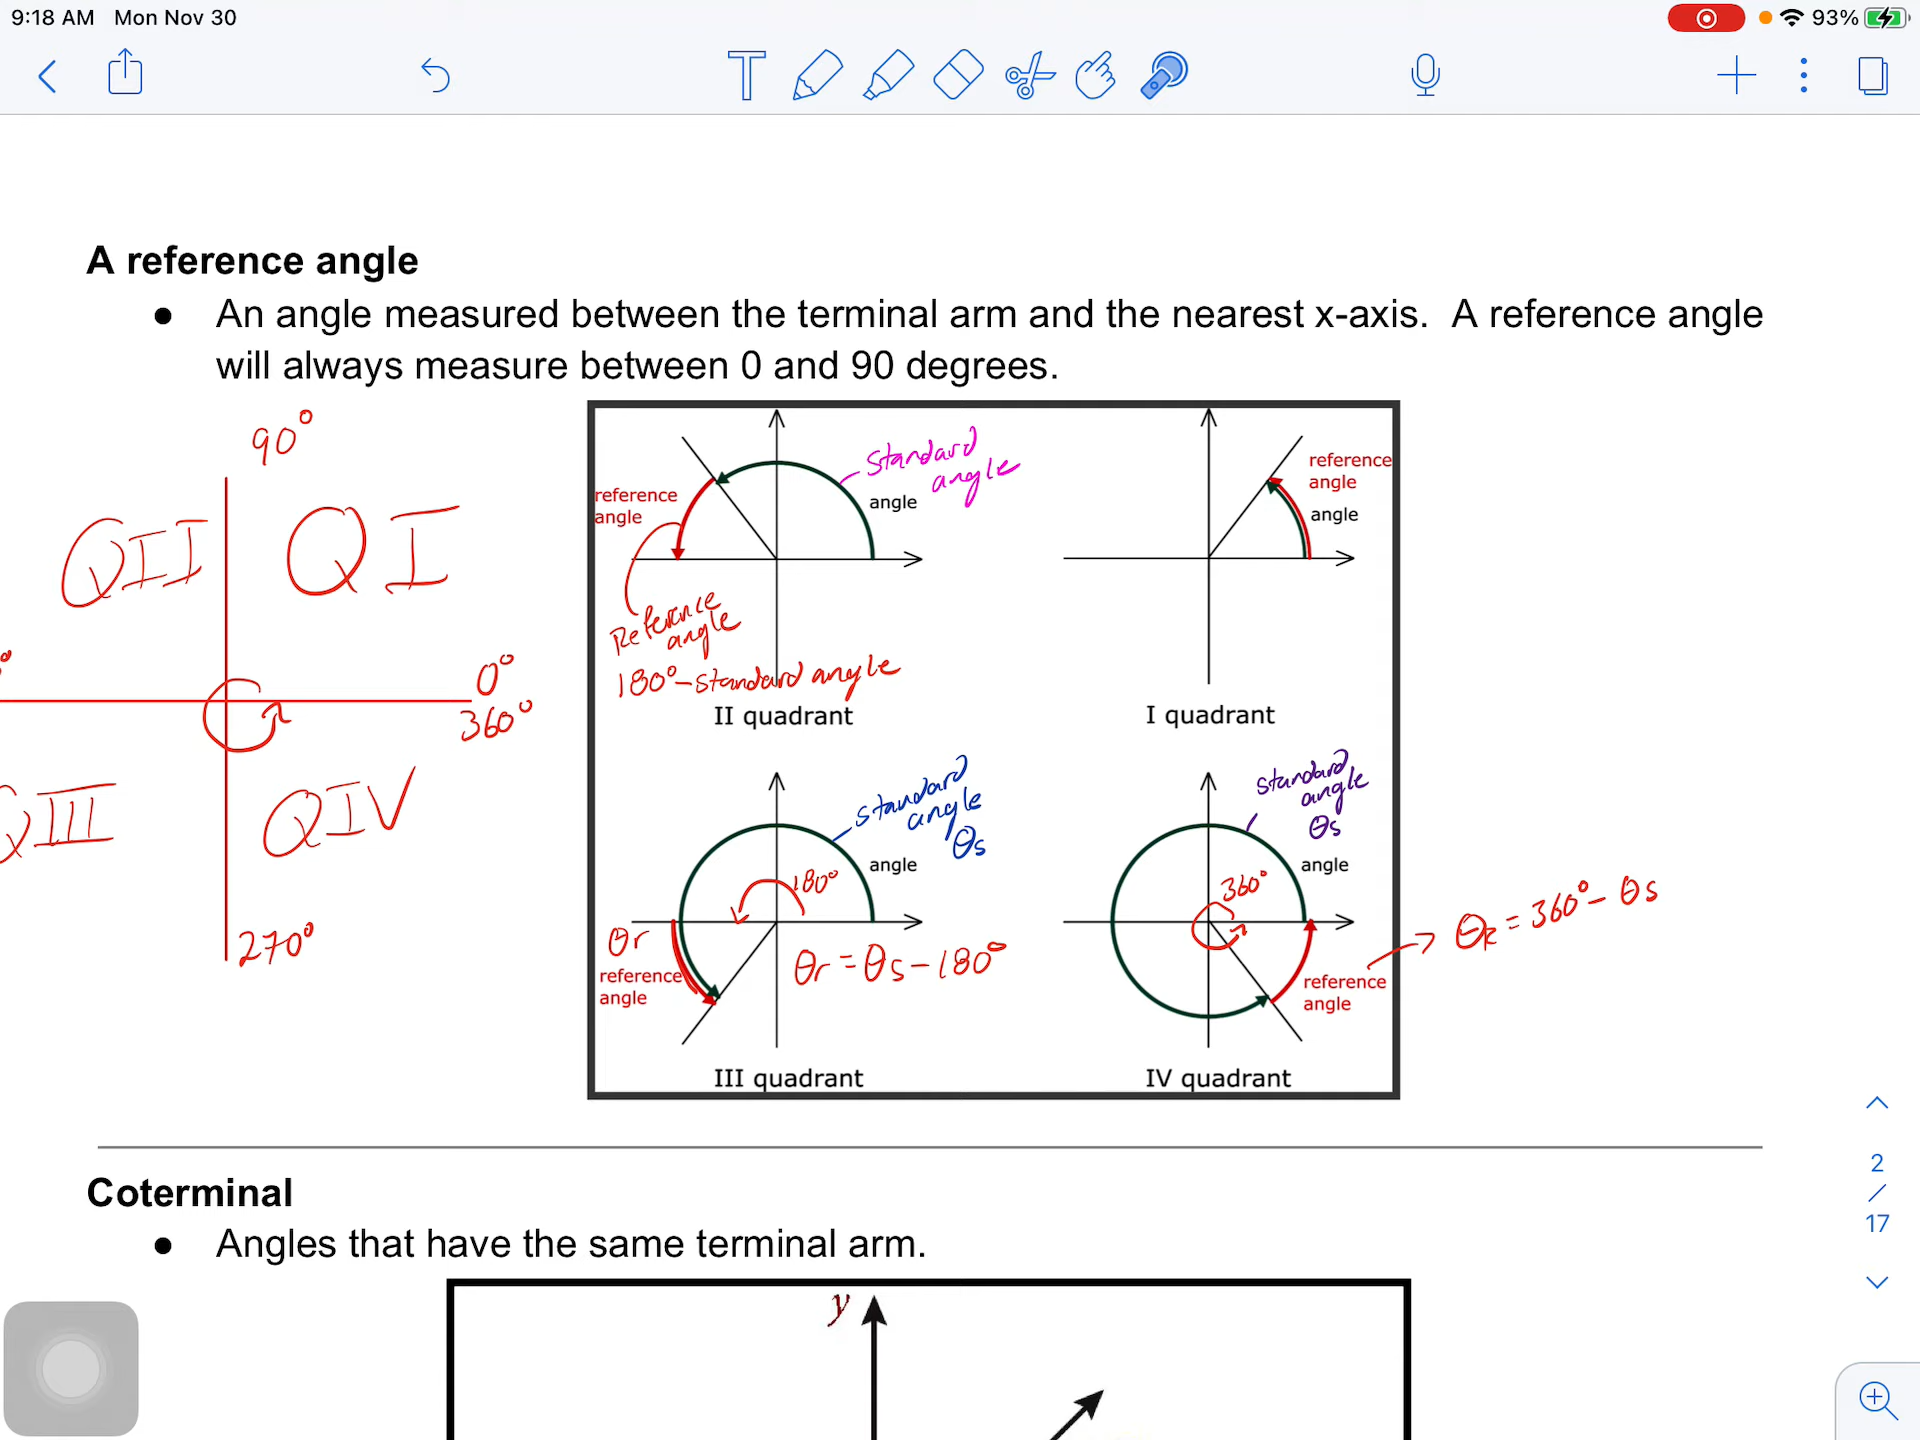 9:18 AM Mon Nov 30
93%
A reference angle
● An angle measured between the terminal arm and the nearest x-axis. A reference angle
will always measure between 0 and 90 degrees.
90°
QII
QI
0°
360°
QIII
QIV
270°
standard
angle
angle
reference
angle
Reference
angle
180°-standard angle
II quadrant
reference
angle
angle
I quadrant
standard
angle
θs
angle
180°
θr
reference
angle
θr = θs - 180°
III quadrant
standard
angle
θs
angle
360°
reference
angle
θR = 360° - θs
IV quadrant
Coterminal
● Angles that have the same terminal arm.
y
2
/
17